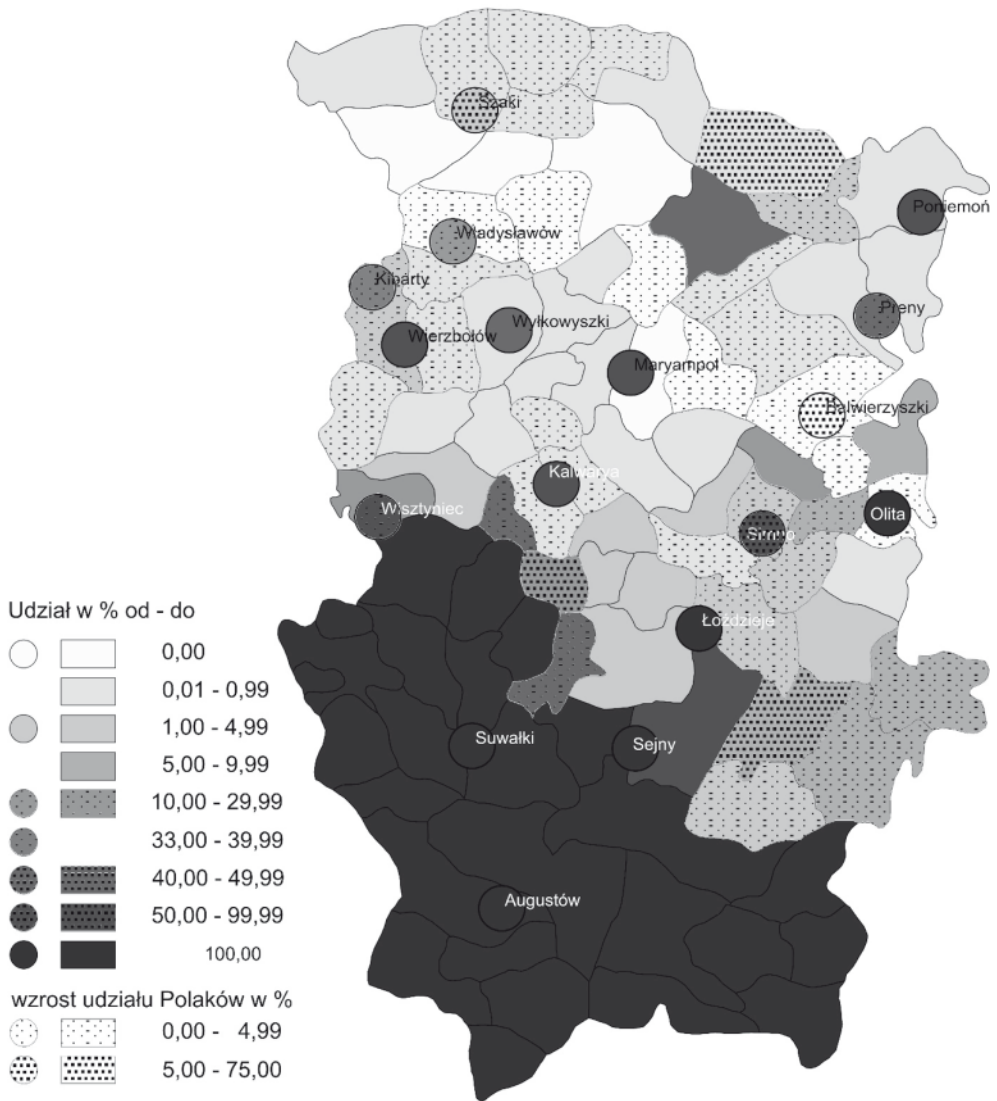 Szaki
Poniemoń
Władysławów
Kibarty
Preny
Wyłkowyszki
Wierzbołów
Maryampol
Balwierzyszki
Kalwarya
Wisztyniec
Olita
Simno
Łoździeje
Suwałki
Sejny
Augustów
Udział w % od - do
0,00
0,01 - 0,99
1,00 - 4,99
5,00 - 9,99
10,00 - 29,99
33,00 - 39,99
40,00 - 49,99
50,00 - 99,99
100,00
wzrost udziału Polaków w %
0,00 - 4,99
5,00 - 75,00